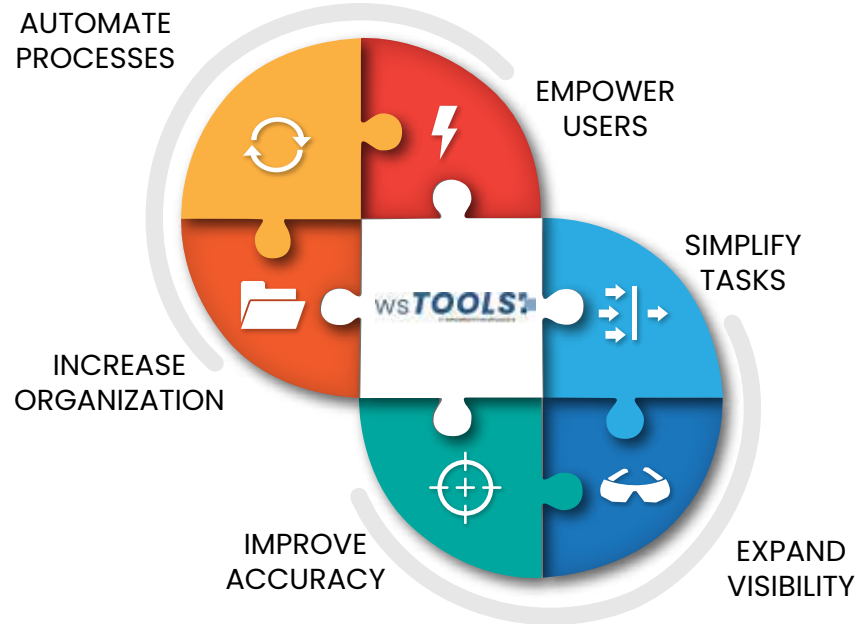 AUTOMATE
PROCESSES
EMPOWER
USERS
SIMPLIFY
TASKS
wsTOOLS
INCREASE
ORGANIZATION
IMPROVE
ACCURACY
EXPAND
VISIBILITY